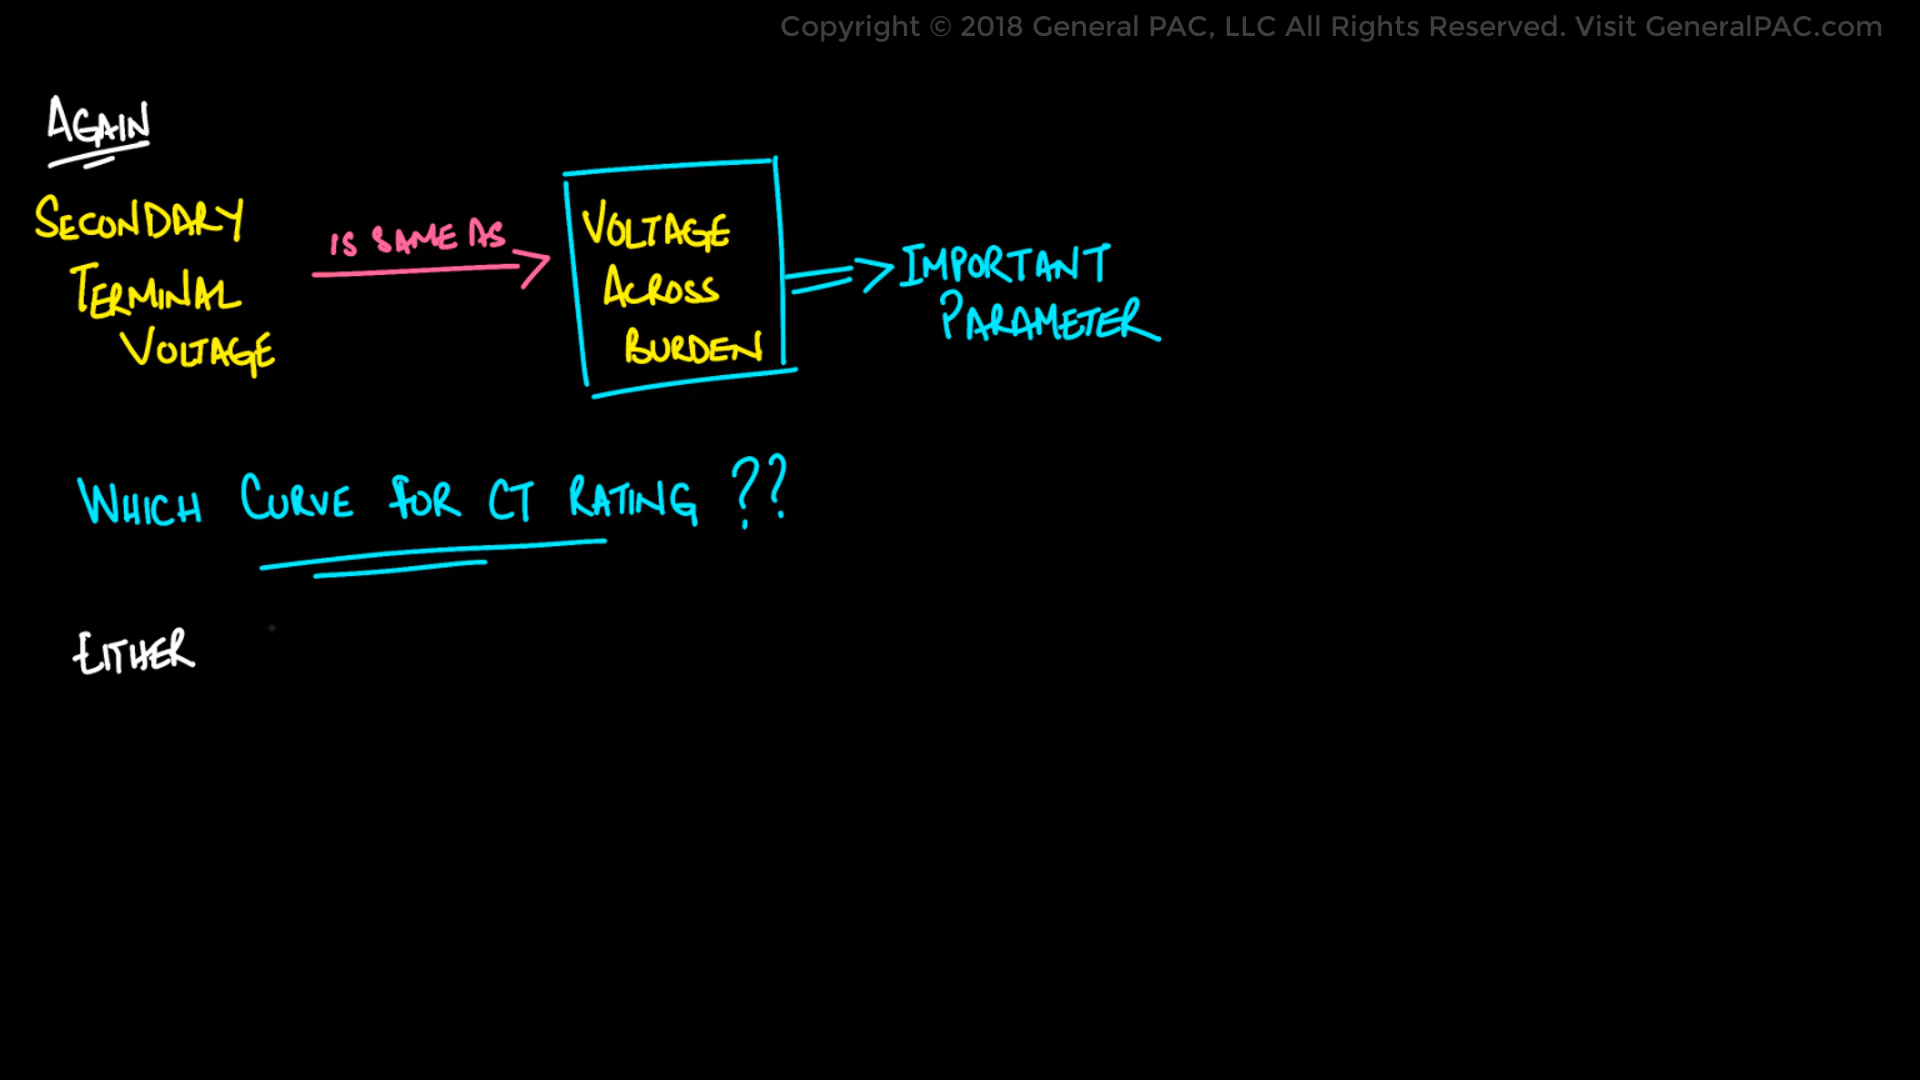 Copyright © 2018 General PAC, LLC All Rights Reserved. Visit GeneralPAC.com
AGAIN
SECONDARY
TERMINAL
VOLTAGE
IS SAME AS
VOLTAGE
ACROSS
BURDEN
IMPORTANT
PARAMETER
WHICH CURVE FOR CT RATING ??
EITHER